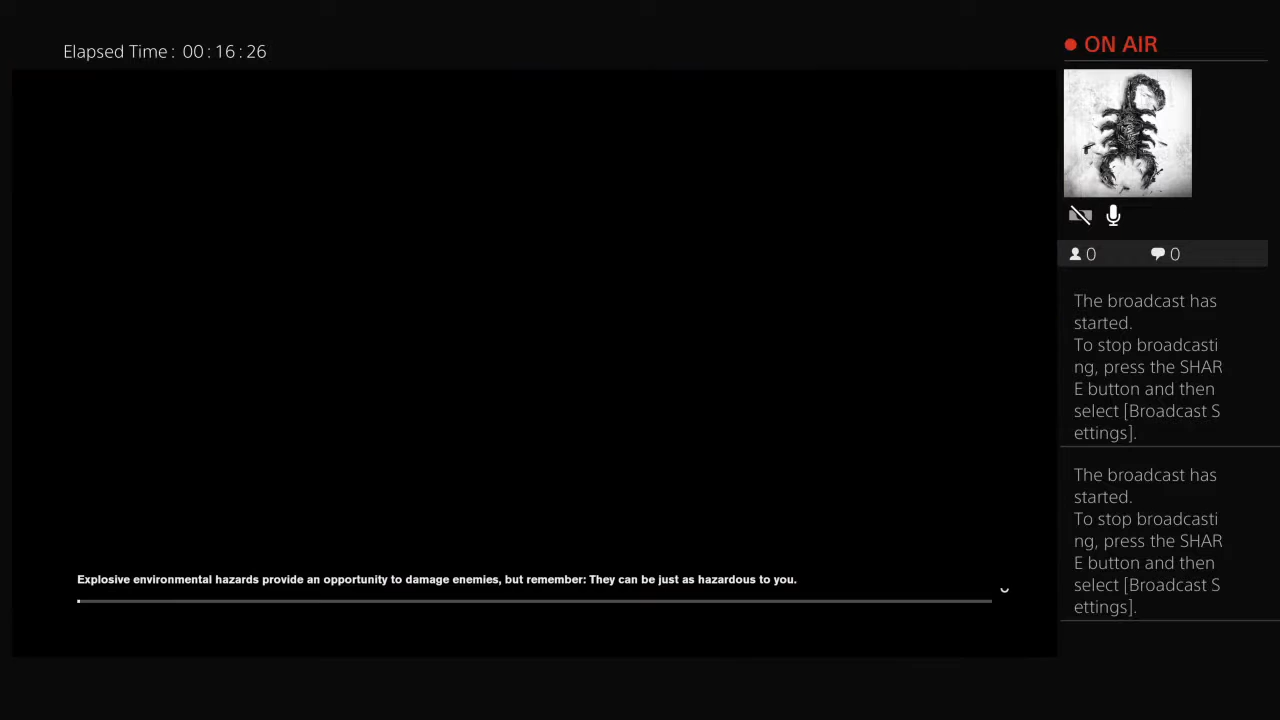 Elapsed Time : 00 : 16 : 26
ON AIR
0 0
The broadcast has
started.
To stop broadcasti
ng, press the SHAR
E button and then
select [Broadcast S
ettings].
The broadcast has
started.
To stop broadcasti
ng, press the SHAR
E button and then
select [Broadcast S
ettings].
Explosive environmental hazards provide an opportunity to damage enemies, but remember: They can be just as hazardous to you.